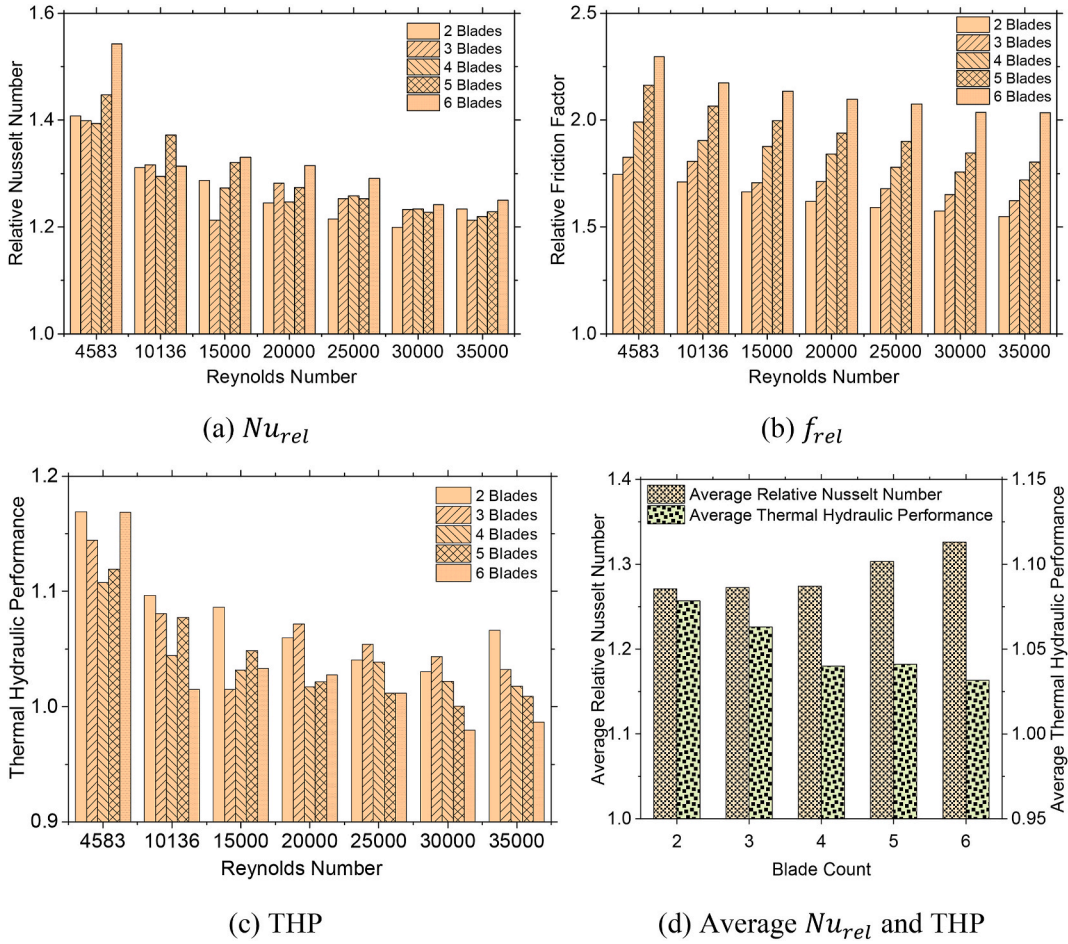 1.6
1.4
1.2
1.0
Relative Nusselt Number
2 Blades
3 Blades
4 Blades
5 Blades
6 Blades
4583 10136 15000 20000 25000 30000 35000
Reynolds Number
(a) Nu_rel
2.5
2.0
1.5
1.0
Relative Friction Factor
2 Blades
3 Blades
4 Blades
5 Blades
6 Blades
4583 10136 15000 20000 25000 30000 35000
Reynolds Number
(b) f_rel
1.2
1.1
1.0
0.9
Thermal Hydraulic Performance
2 Blades
3 Blades
4 Blades
5 Blades
6 Blades
4583 10136 15000 20000 25000 30000 35000
Reynolds Number
(c) THP
1.4
1.3
1.2
1.1
1.0
Average Relative Nusselt Number
Average Relative Nusselt Number
Average Thermal Hydraulic Performance
1.15
1.10
1.05
1.00
0.95
Average Thermal Hydraulic Performance
2 3 4 5 6
Blade Count
(d) Average Nu_rel and THP